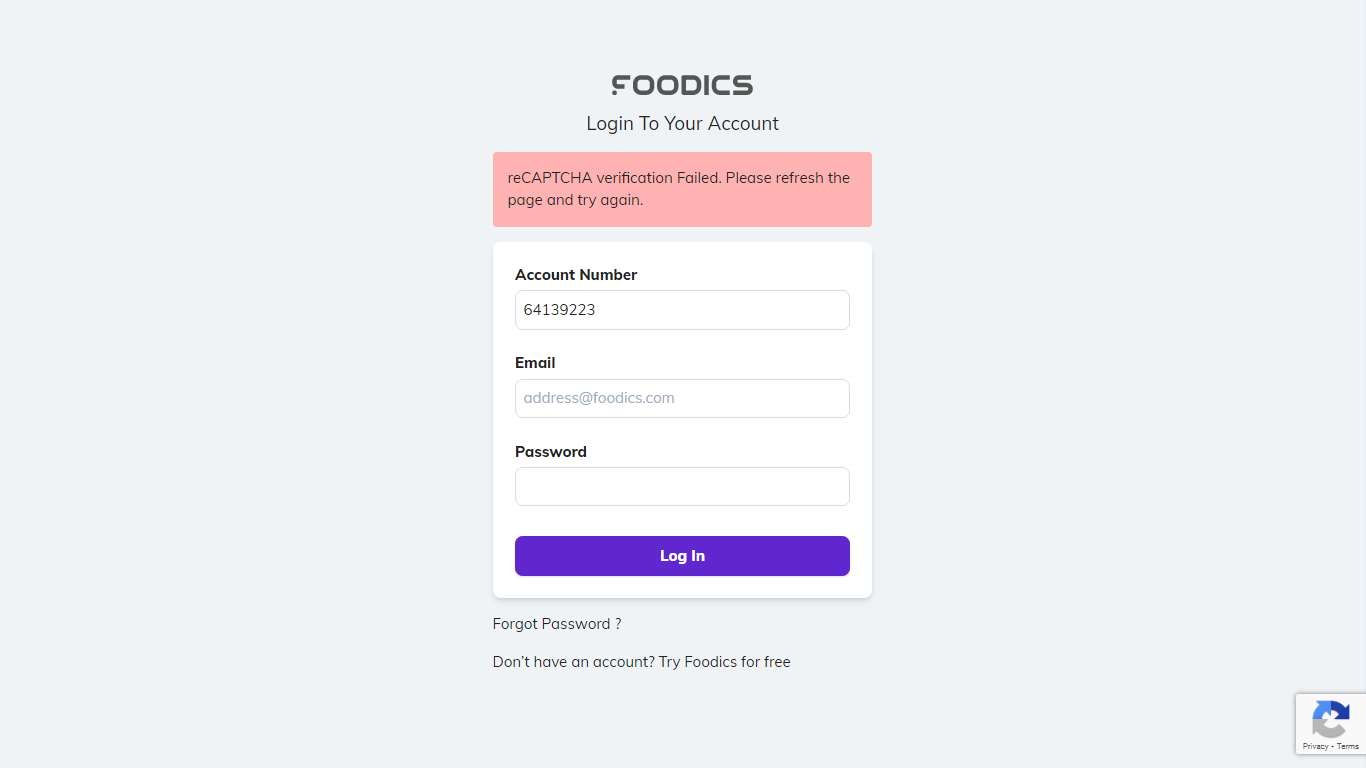 FOODICS
Login To Your Account
reCAPTCHA verification Failed. Please refresh the
page and try again.
Account Number
64139223
Email
address@foodics.com
Password
Log In
Forgot Password ?
Don't have an account? Try Foodics for free
Privacy - Terms